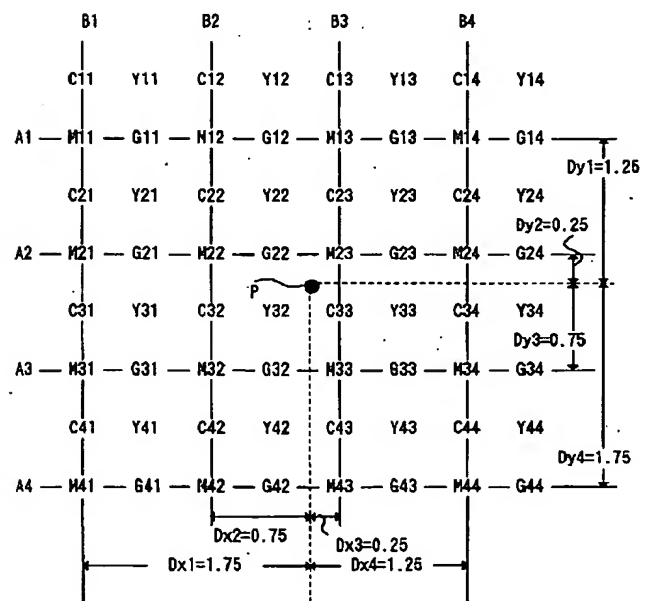 B1 B2 B3 B4
C11 Y11 C12 Y12 C13 Y13 C14 Y14
A1 M11 G11 M12 G12 M13 G13 M14 G14
Dy1=1.25
C21 Y21 C22 Y22 C23 Y23 C24 Y24
Dy2=0.25
A2 M21 G21 M22 G22 M23 G23 M24 G24
P
C31 Y31 C32 Y32 C33 Y33 C34 Y34
Dy3=0.75
A3 M31 G31 M32 G32 M33 G33 M34 G34
C41 Y41 C42 Y42 C43 Y43 C44 Y44
Dy4=1.75
A4 M41 G41 M42 G42 M43 G43 M44 G44
Dx2=0.75 Dx3=0.25
Dx1=1.75 Dx4=1.25